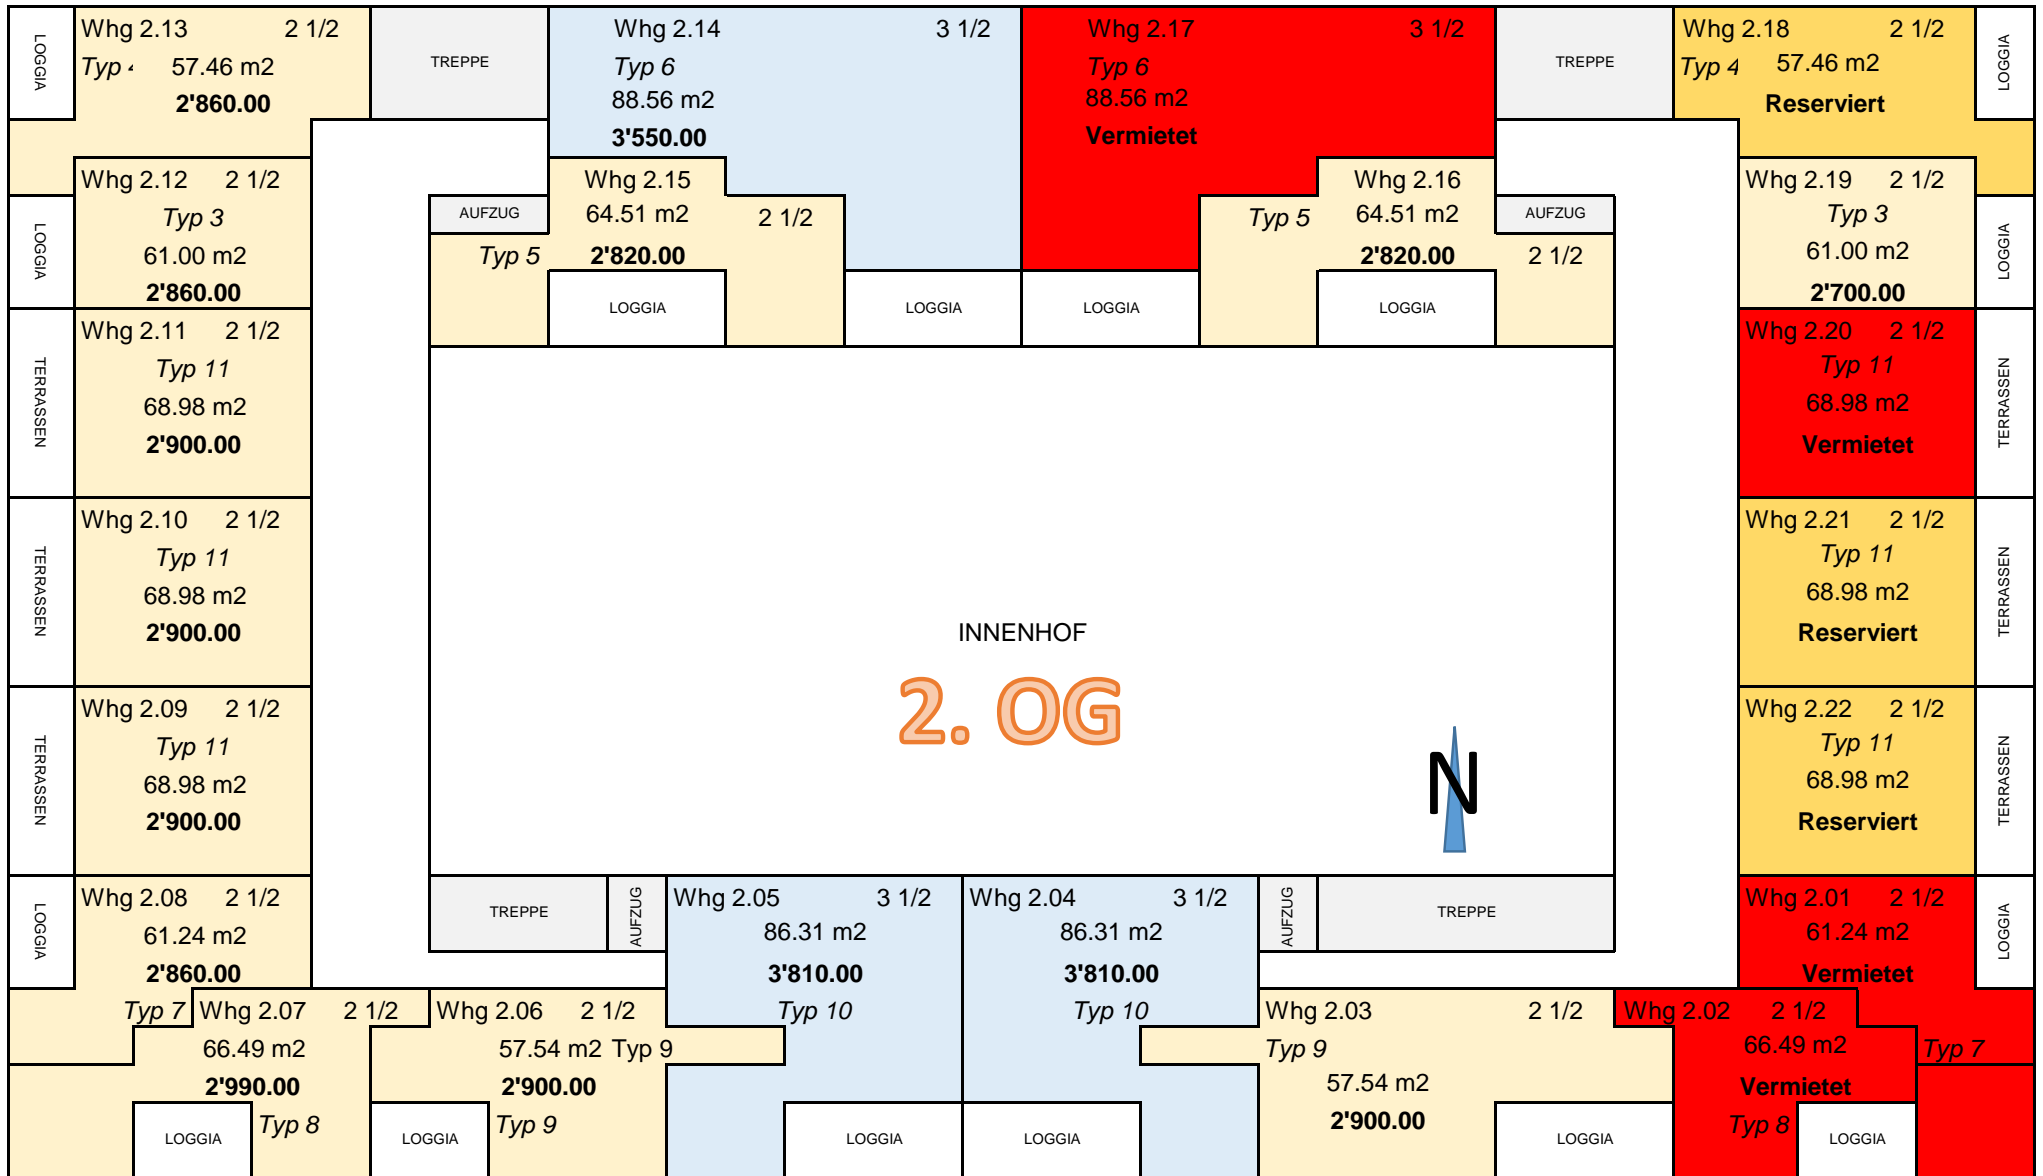 LOGGIA
Whg 2.13 2 1/2
Typ 4 57.46 m2
2'860.00
TREPPE
Whg 2.14 3 1/2
Typ 6
88.56 m2
3'550.00
Whg 2.17 3 1/2
Typ 6
88.56 m2
Vermietet
TREPPE
Whg 2.18 2 1/2
Typ 4 57.46 m2
Reserviert
LOGGIA
LOGGIA
Whg 2.12 2 1/2
Typ 3
61.00 m2
2'860.00
AUFZUG
Whg 2.15
64.51 m2 2 1/2
Typ 5 2'820.00
LOGGIA
LOGGIA
LOGGIA
Whg 2.16
Typ 5 64.51 m2
2'820.00 2 1/2
LOGGIA
AUFZUG
Whg 2.19 2 1/2
Typ 3
61.00 m2
2'700.00
LOGGIA
TERRASSEN
Whg 2.11 2 1/2
Typ 11
68.98 m2
2'900.00
Whg 2.20 2 1/2
Typ 11
68.98 m2
Vermietet
TERRASSEN
TERRASSEN
Whg 2.10 2 1/2
Typ 11
68.98 m2
2'900.00
INNENHOF
2. OG
N
Whg 2.21 2 1/2
Typ 11
68.98 m2
Reserviert
TERRASSEN
TERRASSEN
Whg 2.09 2 1/2
Typ 11
68.98 m2
2'900.00
Whg 2.22 2 1/2
Typ 11
68.98 m2
Reserviert
TERRASSEN
LOGGIA
Whg 2.08 2 1/2
61.24 m2
2'860.00
Typ 7
TREPPE
AUFZUG
Whg 2.05 3 1/2
86.31 m2
3'810.00
Typ 10
Whg 2.04 3 1/2
86.31 m2
3'810.00
Typ 10
AUFZUG
TREPPE
Whg 2.01 2 1/2
61.24 m2
Vermietet
Typ 7
LOGGIA
Whg 2.07 2 1/2
66.49 m2
2'990.00
Typ 8
LOGGIA
Whg 2.06 2 1/2
57.54 m2 Typ 9
2'900.00
Typ 9
LOGGIA
LOGGIA
LOGGIA
Whg 2.03 2 1/2
Typ 9
57.54 m2
2'900.00
LOGGIA
Whg 2.02 2 1/2
66.49 m2
Vermietet
Typ 8
LOGGIA